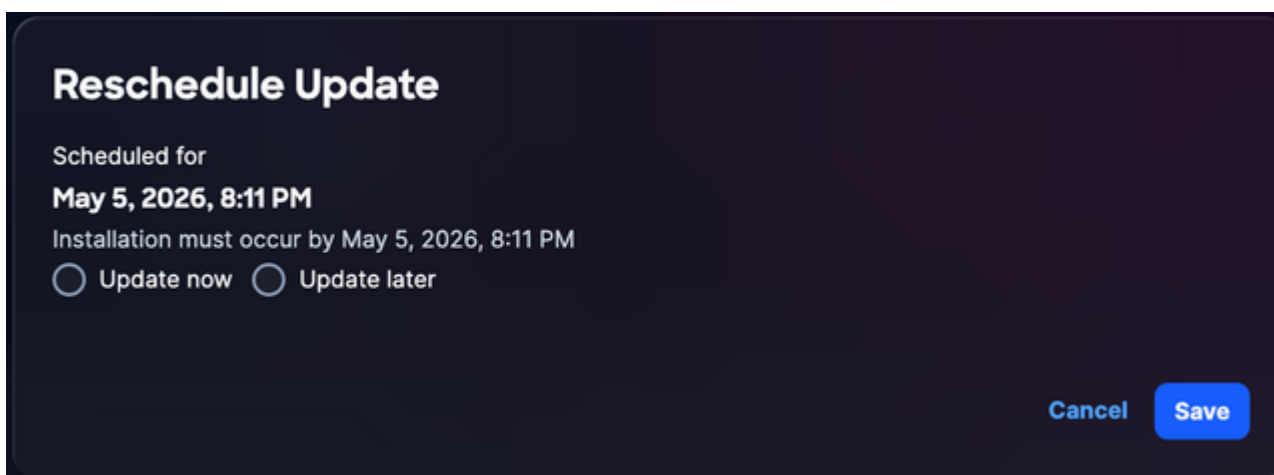 Reschedule Update
Scheduled for
May 5, 2026, 8:11 PM
Installation must occur by May 5, 2026, 8:11 PM
Update now Update later
Cancel Save